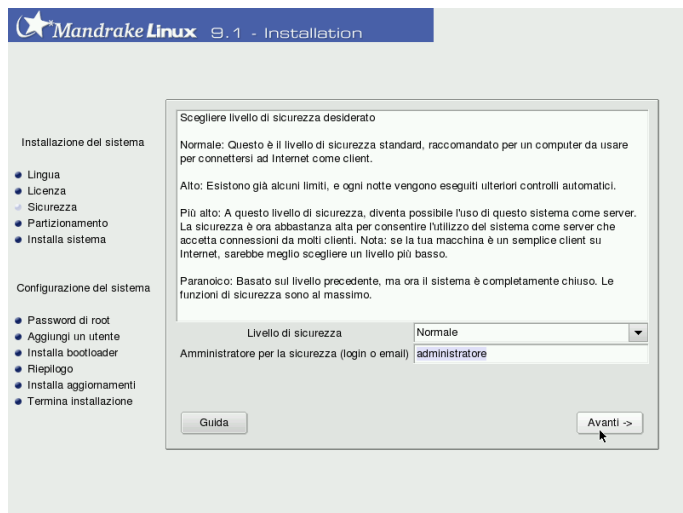 Mandrake Linux 9.1 - Installation
Installazione del sistema
Lingua
Licenza
Sicurezza
Partizionamento
Installa sistema
Configurazione del sistema
Password di root
Aggiungi un utente
Installa bootloader
Riepilogo
Installa aggiornamenti
Termina installazione
Scegliere livello di sicurezza desiderato
Normale: Questo è il livello di sicurezza standard, raccomandato per un computer da usare
per connettersi ad Internet come client.
Alto: Esistono già alcuni limiti, e ogni notte vengono eseguiti ulteriori controlli automatici.
Più alto: A questo livello di sicurezza, diventa possibile l'uso di questo sistema come server.
La sicurezza è ora abbastanza alta per consentire l'utilizzo del sistema come server che
accetta connessioni da molti clienti. Nota: se la tua macchina è un semplice client su
Internet, sarebbe meglio scegliere un livello più basso.
Paranoico: Basato sul livello precedente, ma ora il sistema è completamente chiuso. Le
funzioni di sicurezza sono al massimo.
Livello di sicurezza Normale
Amministratore per la sicurezza (login o email) administratore
Guida Avanti ->